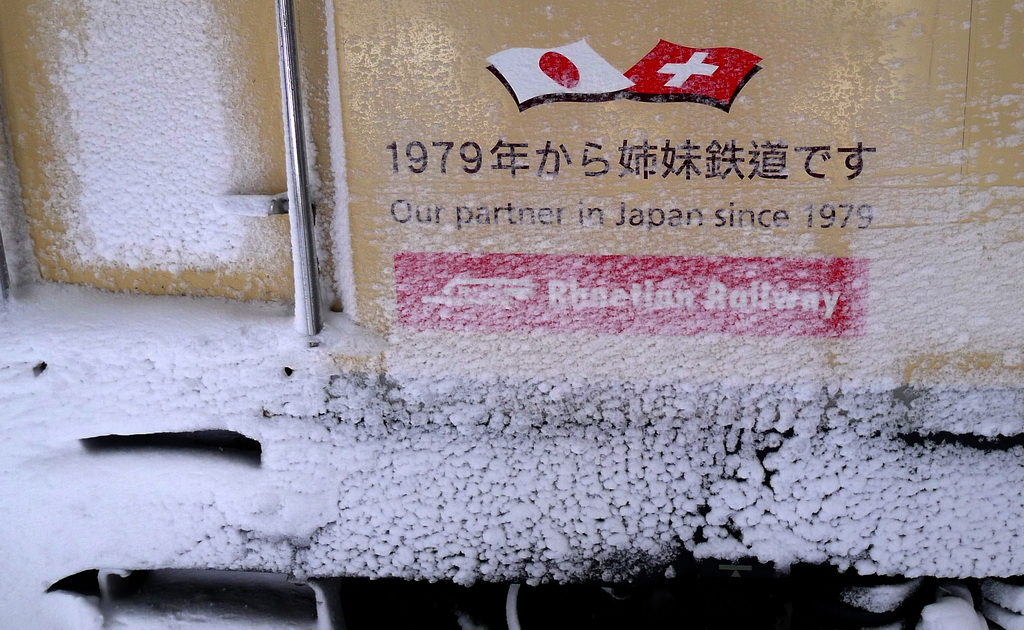 1979年から姉妹鉄道です
Our partner in Japan since 1979
Rhaetian Railway